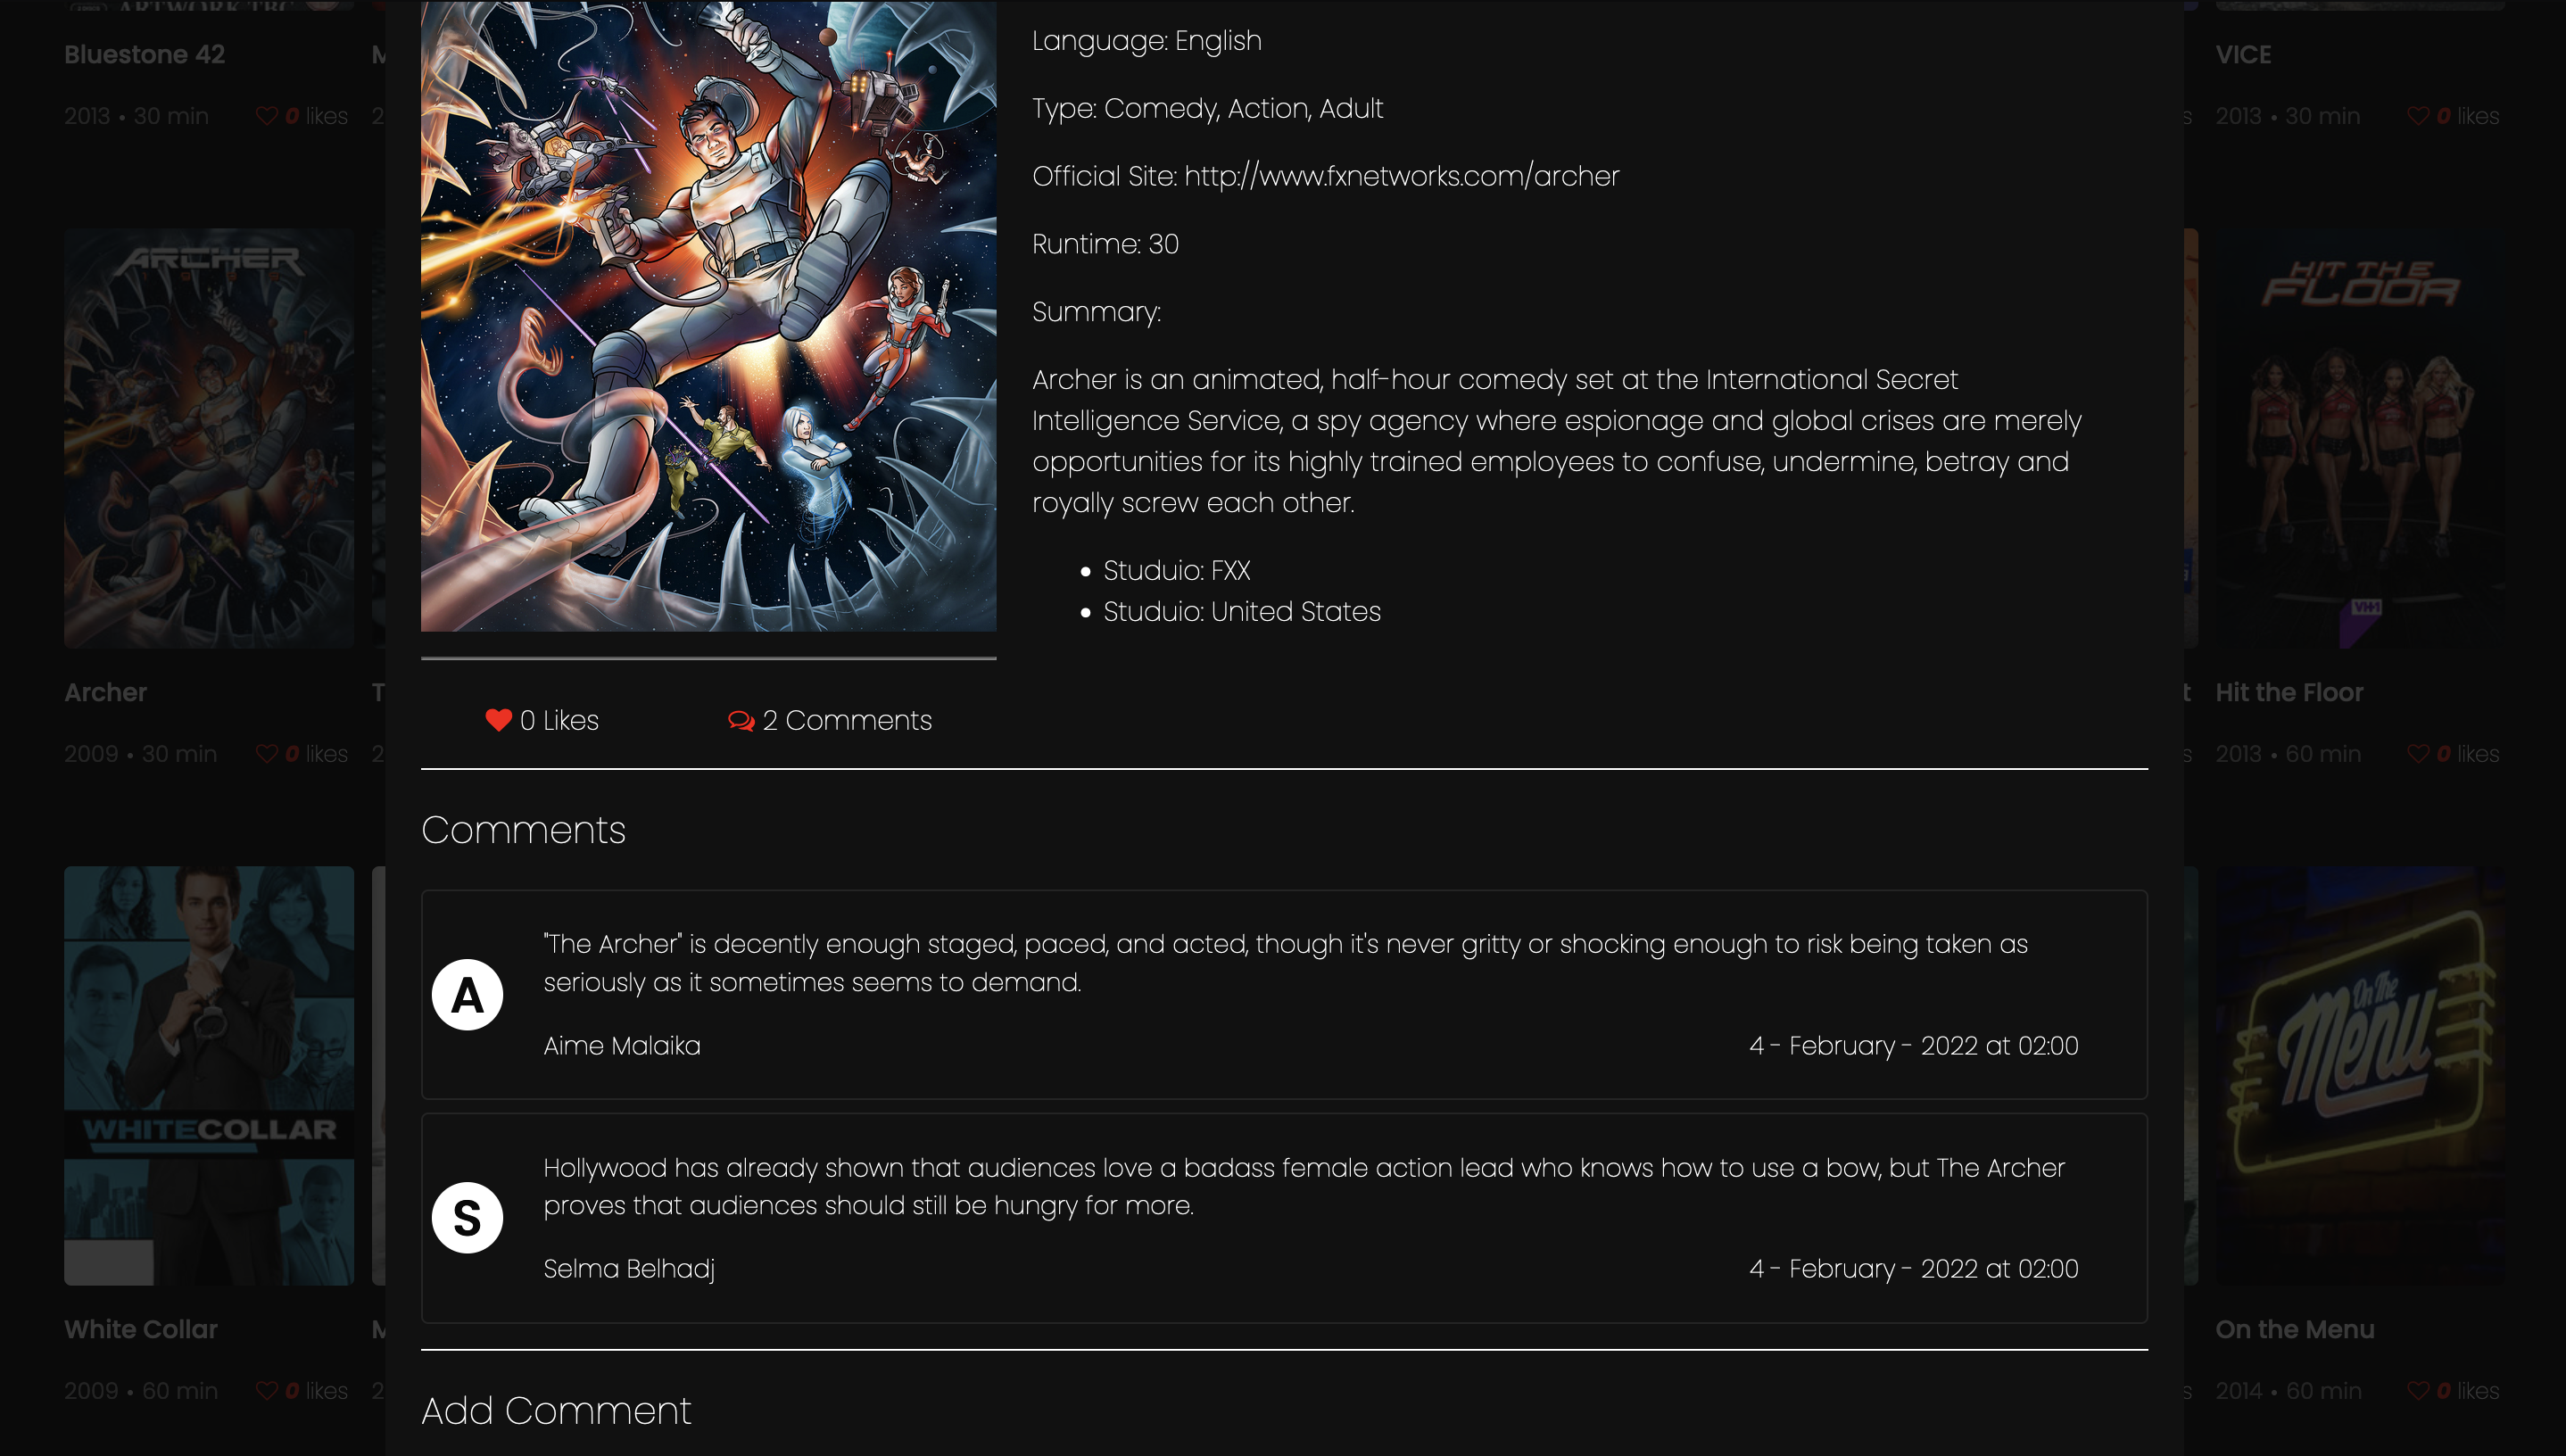 Bluestone 42
2013 • 30 min 0 likes
ARCHER
Archer
2009 • 30 min 0 likes
WHITECOLLAR
White Collar
2009 • 60 min 0 likes
Language: English
Type: Comedy, Action, Adult
Official Site: http://www.fxnetworks.com/archer
Runtime: 30
Summary:
Archer is an animated, half-hour comedy set at the International Secret
Intelligence Service, a spy agency where espionage and global crises are merely
opportunities for its highly trained employees to confuse, undermine, betray and
royally screw each other.
• Studuio: FXX
• Studuio: United States
0 Likes 2 Comments
Comments
A
"The Archer" is decently enough staged, paced, and acted, though it's never gritty or shocking enough to risk being taken as
seriously as it sometimes seems to demand.
Aime Malaika 4 - February - 2022 at 02:00
S
Hollywood has already shown that audiences love a badass female action lead who knows how to use a bow, but The Archer
proves that audiences should still be hungry for more.
Selma Belhadj 4 - February - 2022 at 02:00
Add Comment
VICE
2013 • 30 min 0 likes
HIT THE
FLOOR
VH1
Hit the Floor
2013 • 60 min 0 likes
On The
Menu
On the Menu
2014 • 60 min 0 likes